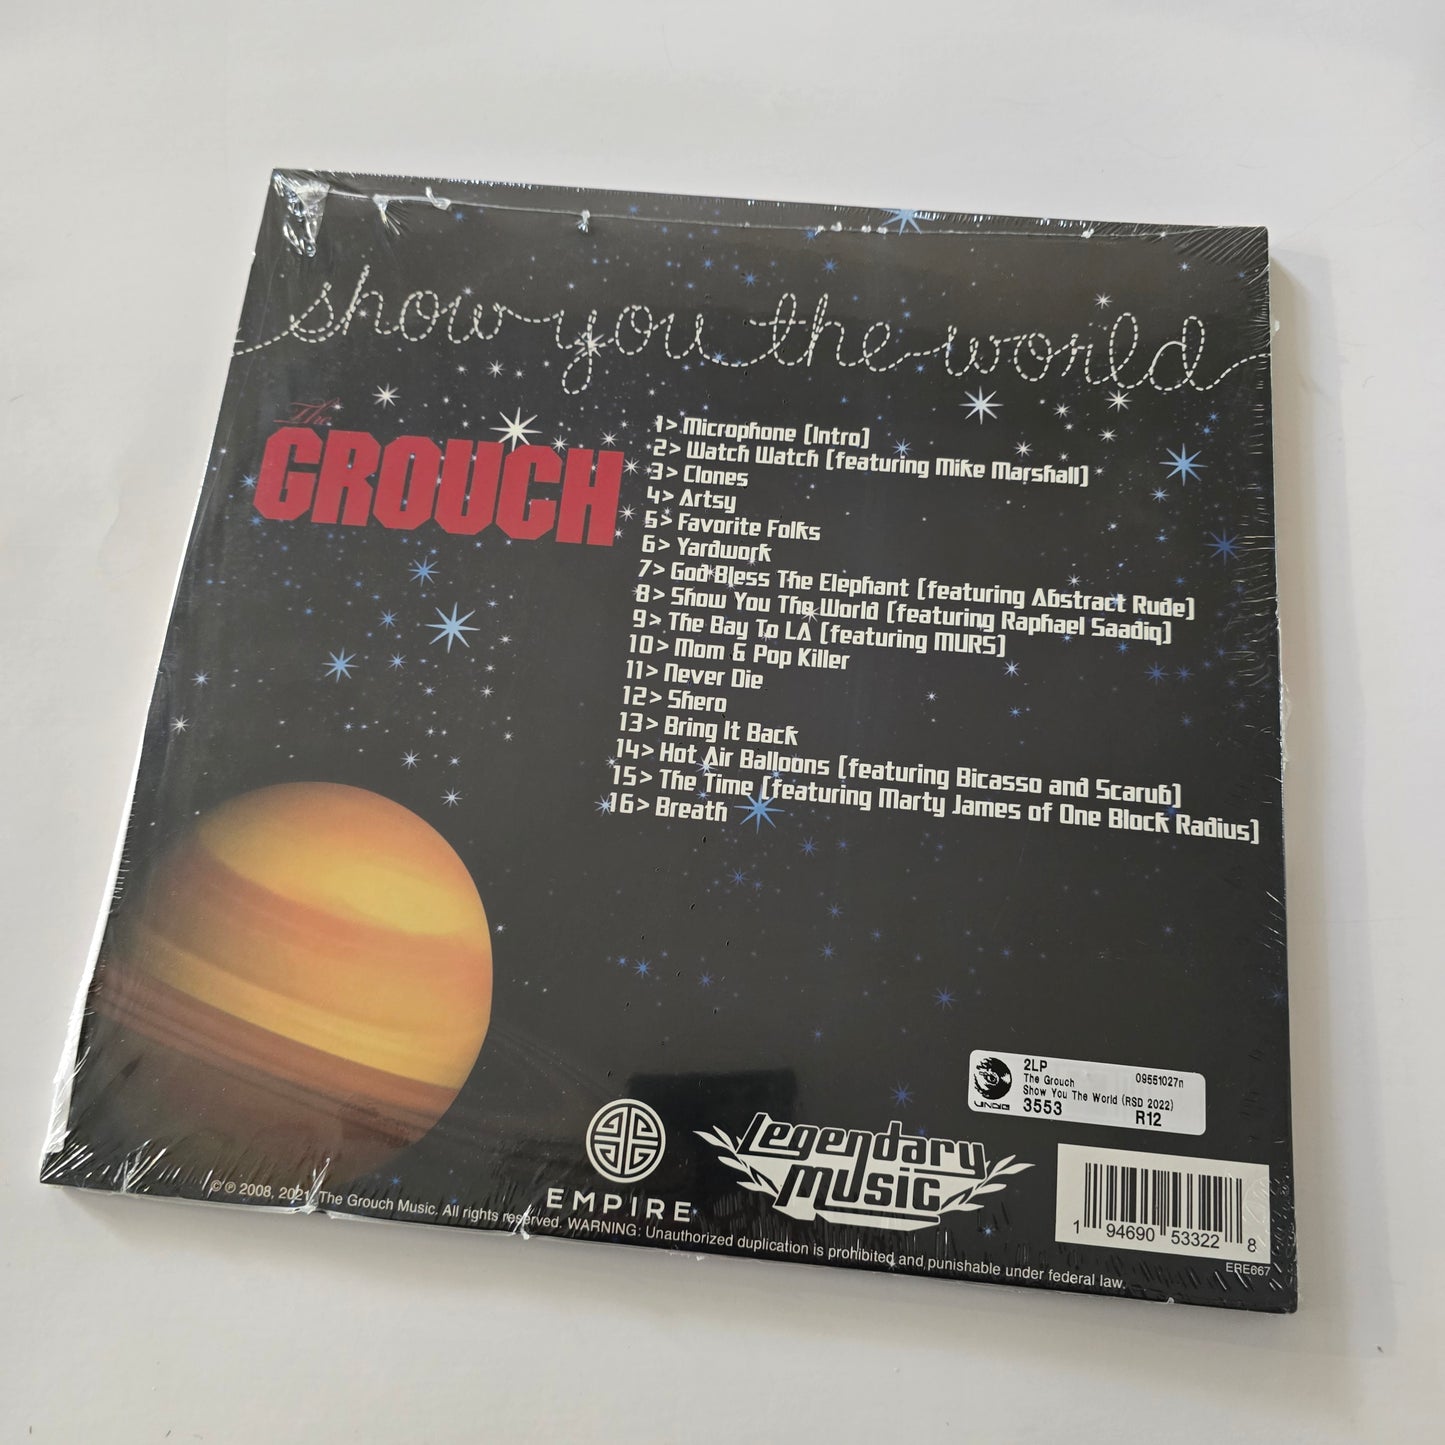 show you the world
The
GROUCH
1> Microphone [Intro]
2> Watch Watch [featuring Mike Marshall]
3> Clones
4> Artsy
5> Favorite Folks
6> Yardwork
7> God Bless The Elephant [featuring Abstract Rude]
8> Show You The World [featuring Raphael Saadiq]
9> The Bay To LA [featuring MURS]
10> Mom & Pop Killer
11> Never Die
12> Shero
13> Bring It Back
14> Hot Air Balloons [featuring Bicasso and Scarub]
15> The Time [featuring Marty James of One Block Radius]
16> Breath
2LP 09551027n
The Grouch
Show You The World (RSD 2022)
3553 R12
EMPIRE
Legendary
Music
1 94690 53322 8
ERE667
© ℗ 2008, 2021, The Grouch Music. All rights reserved. WARNING: Unauthorized duplication is prohibited and punishable under federal law.